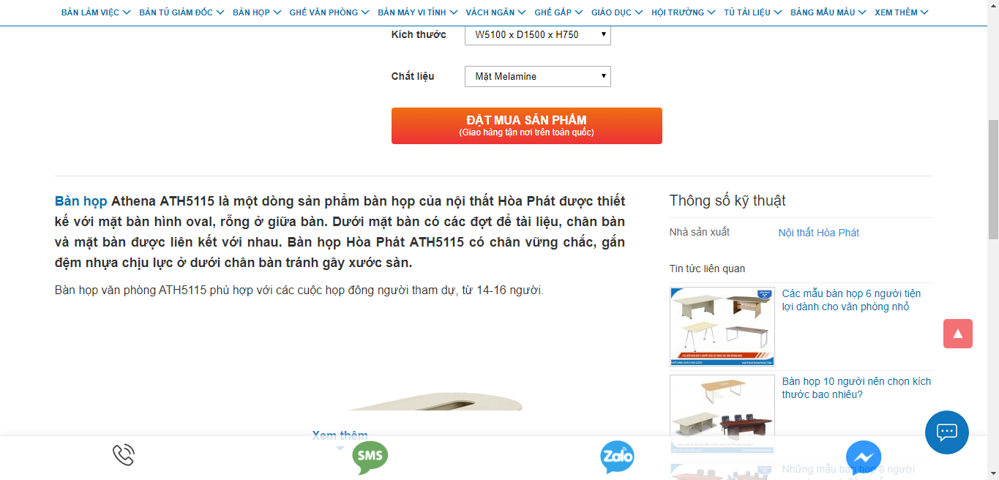 BÀN LÀM VIỆC BÀN TỦ GIÁM ĐỐC BÀN HỌP GHẾ VĂN PHÒNG BÀN MÁY VI TÍNH VÁCH NGĂN GHẾ GẤP GIÁO DỤC HỘI TRƯỜNG TỦ TÀI LIỆU BẢNG MẪU MÀU XEM THÊM
Kích thước W5100 x D1500 x H750
Chất liệu Mặt Melamine
ĐẶT MUA SẢN PHẨM
(Giao hàng tận nơi trên toàn quốc)
Bàn họp Athena ATH5115 là một dòng sản phẩm bàn họp của nội thất Hòa Phát được thiết
kế với mặt bàn hình oval, rỗng ở giữa bàn. Dưới mặt bàn có các đợt để tài liệu, chân bàn
và mặt bàn được liên kết với nhau. Bàn họp Hòa Phát ATH5115 có chân vững chắc, gắn
đệm nhựa chịu lực ở dưới chân bàn tránh gây xước sàn.
Bàn họp văn phòng ATH5115 phù hợp với các cuộc họp đông người tham dự, từ 14-16 người.
Xem thêm
Thông số kỹ thuật
Nhà sản xuất Nội thất Hòa Phát
Tin tức liên quan
Các mẫu bàn họp 6 người tiện
lợi dành cho văn phòng nhỏ
Bàn họp 10 người nên chọn kích
thước bao nhiêu?
Những mẫu bàn họp 8 người
SMS
Zalo